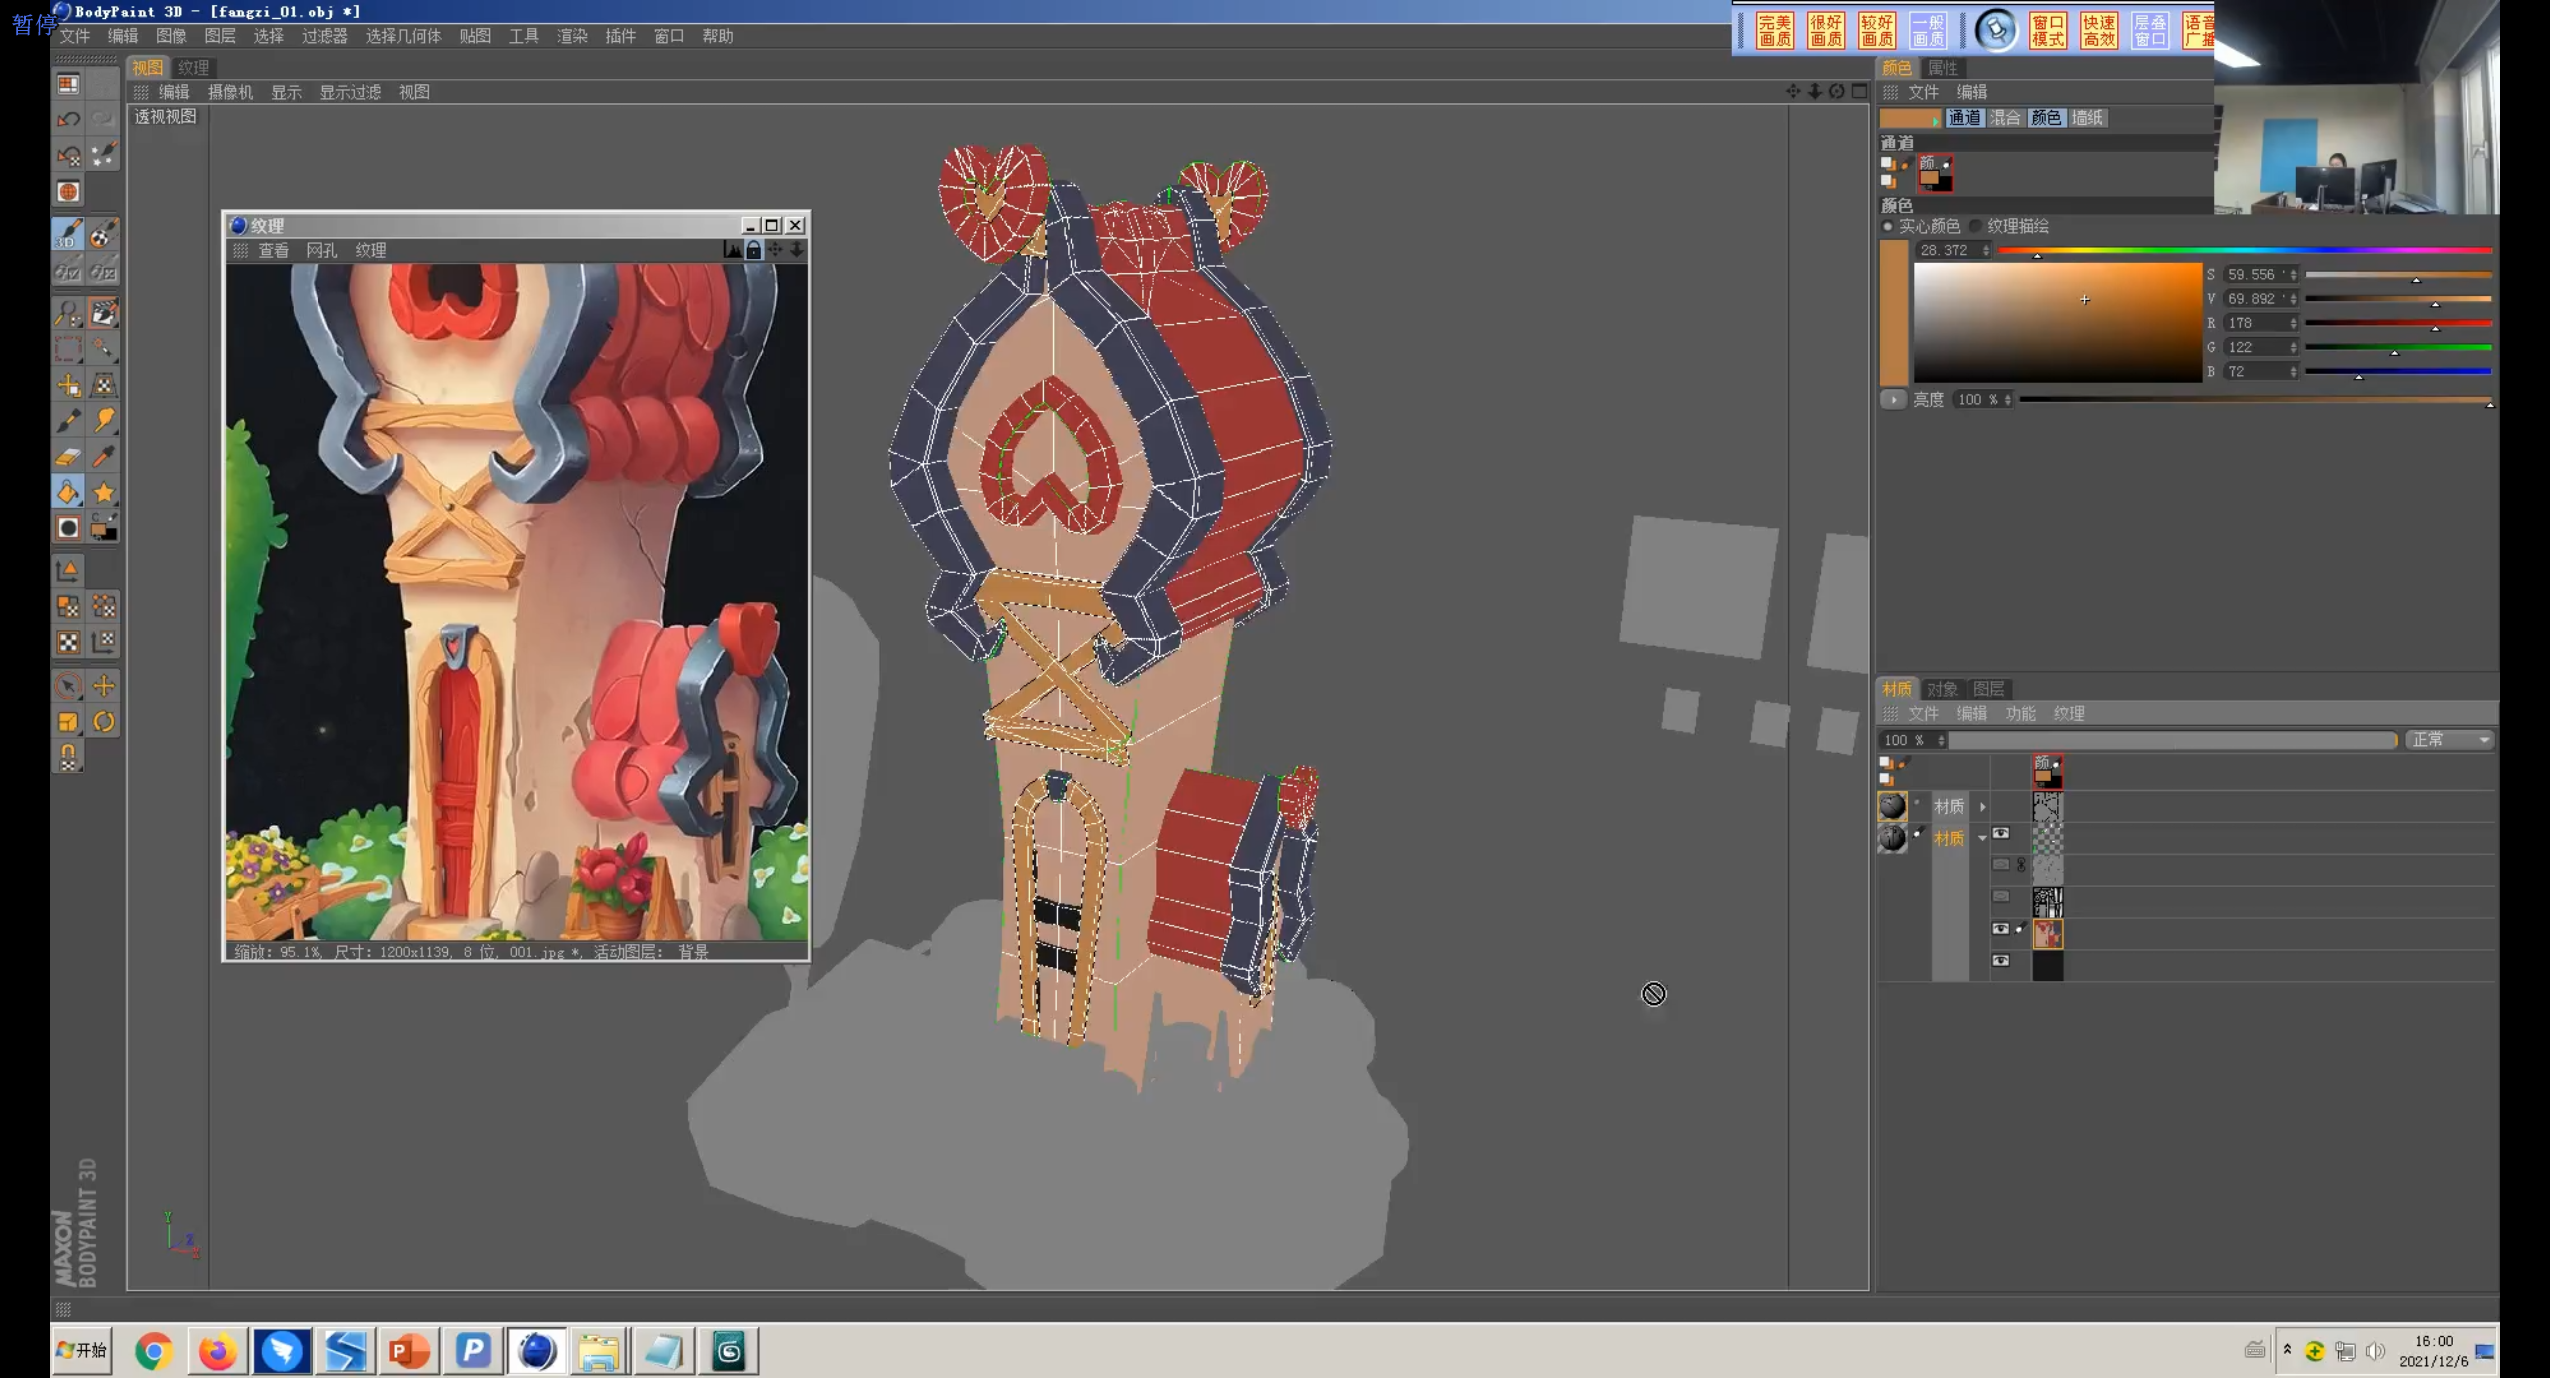 暂停
BodyPaint 3D - [fangzi_01.obj *]
文件 编辑 图像 图层 选择 过滤器 选择几何体 贴图 工具 渲染 插件 窗口 帮助
完美画质 很好画质 较好画质 一般画质 窗口模式 快速高效 层叠窗口 语音广播
视图 纹理
编辑 摄像机 显示 显示过滤 视图
透视视图
纹理
查看 网孔 纹理
缩放: 95.1%, 尺寸: 1200x1139, 8 位, 001.jpg *, 活动图层: 背景
颜色 属性
文件 编辑
通道 混合 颜色 墙纸
通道
颜.
颜色
实心颜色 纹理描绘
28.372
S 59.556
V 69.892
R 178
G 122
B 72
亮度 100 %
材质 对象 图层
文件 编辑 功能 纹理
100 % 正常
颜.
材质
材质
3D
MAXON
BODYPAINT 3D
Y
Z
X
开始
16:00
2021/12/6